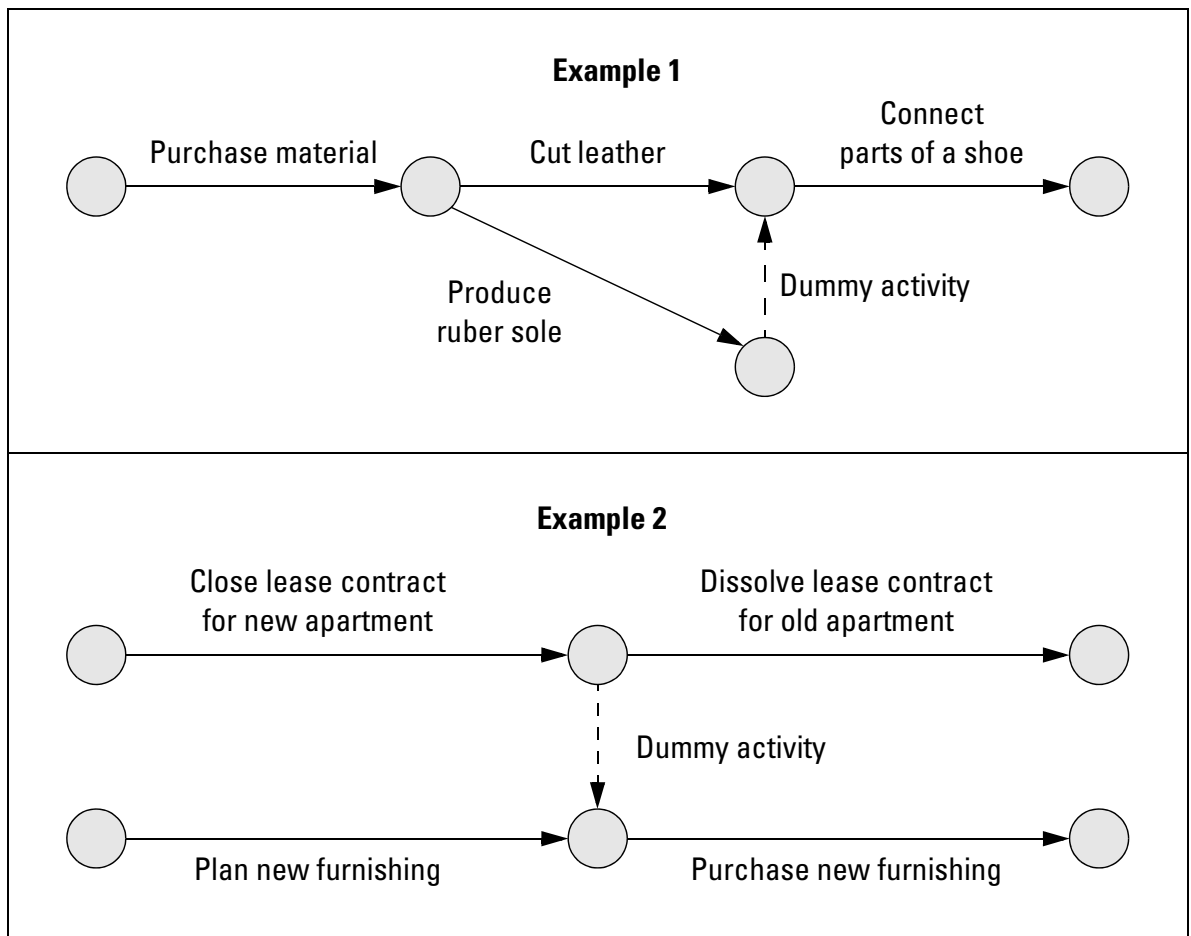 Example 1
Purchase material
Cut leather
Connect
parts of a shoe
Produce
ruber sole
Dummy activity
Example 2
Close lease contract
for new apartment
Dissolve lease contract
for old apartment
Dummy activity
Plan new furnishing
Purchase new furnishing